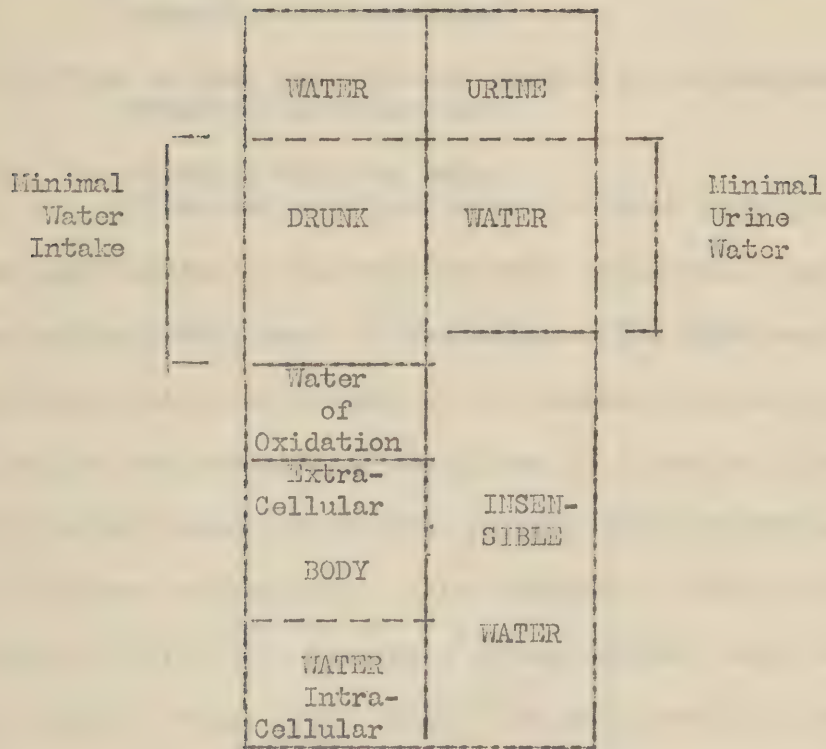 WATER URINE
Minimal
Water
Intake
DRUNK WATER
Minimal
Urine
Water
Water
of
Oxidation
Extra-
Cellular
BODY
INSEN-
SIBLE
WATER
WATER
Intra-
Cellular